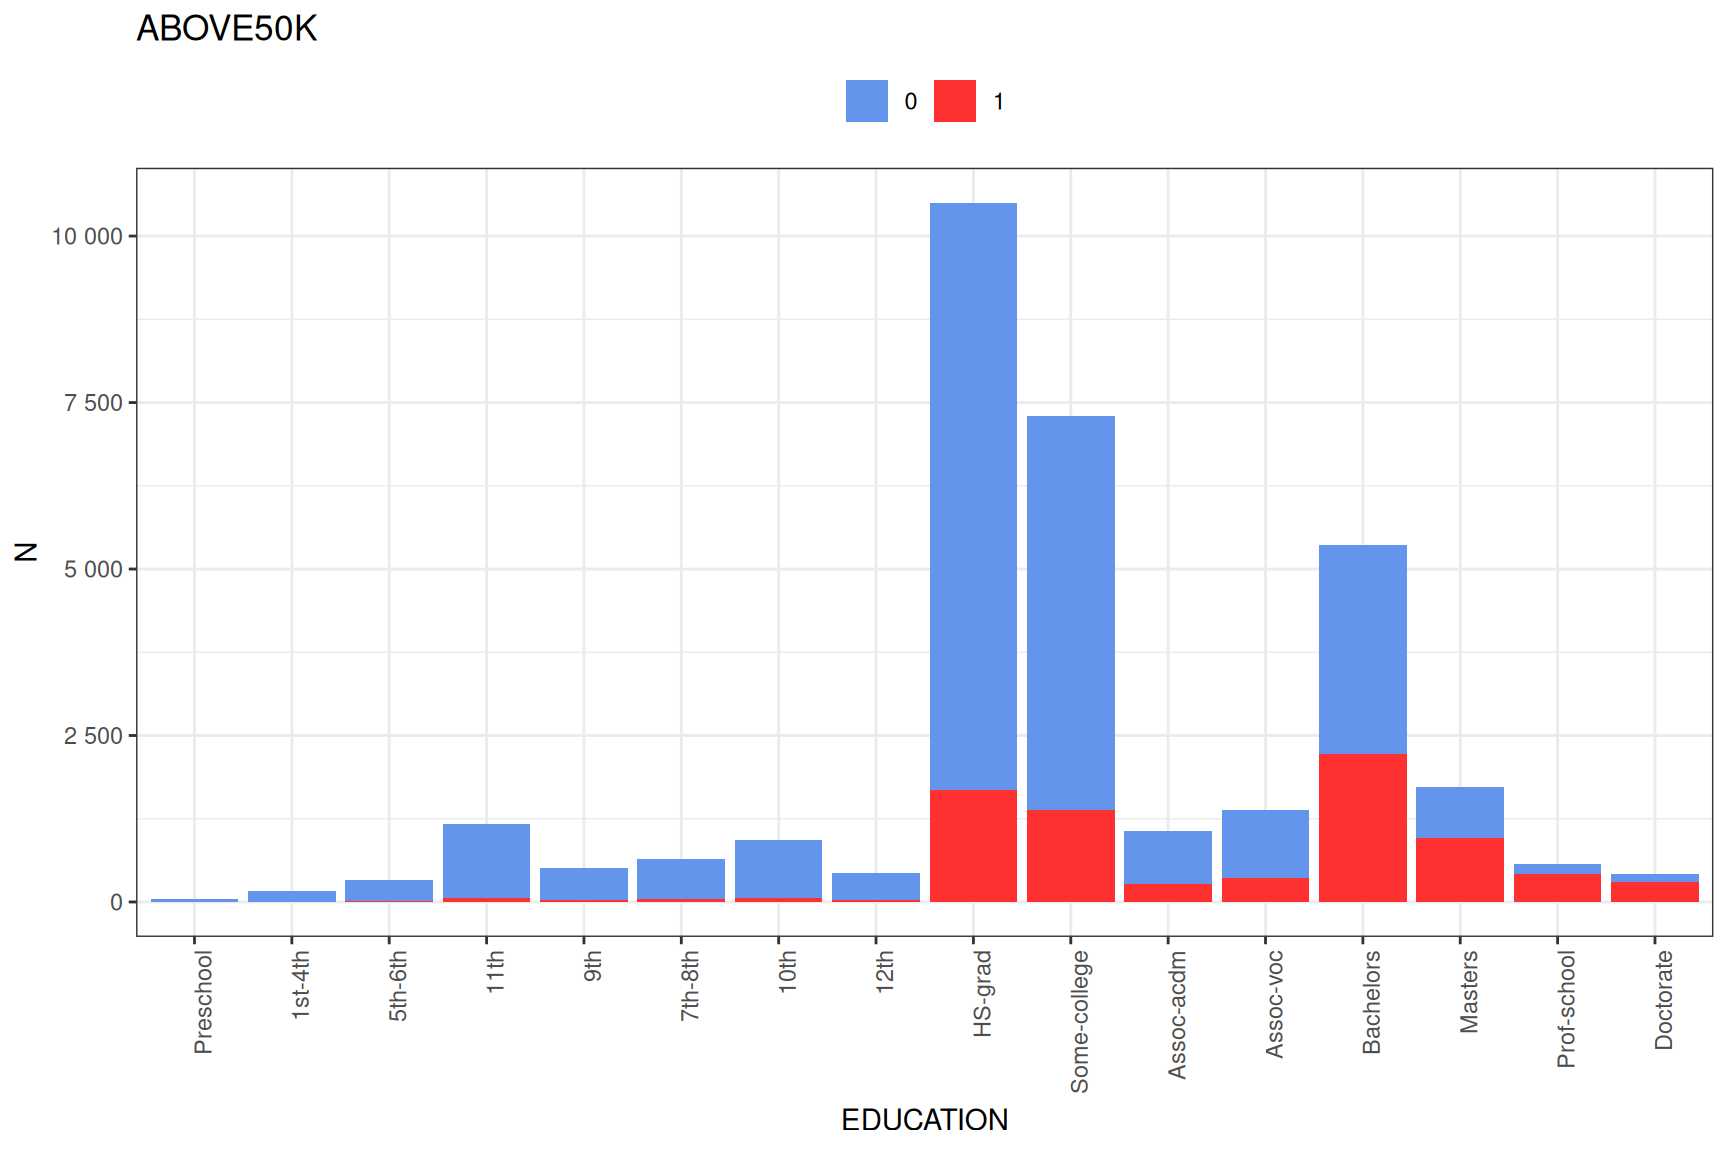 ABOVE50K
0 1
N
10 000
7 500
5 000
2 500
0
Preschool
1st-4th
5th-6th
11th
9th
7th-8th
10th
12th
HS-grad
Some-college
Assoc-acdm
Assoc-voc
Bachelors
Masters
Prof-school
Doctorate
EDUCATION